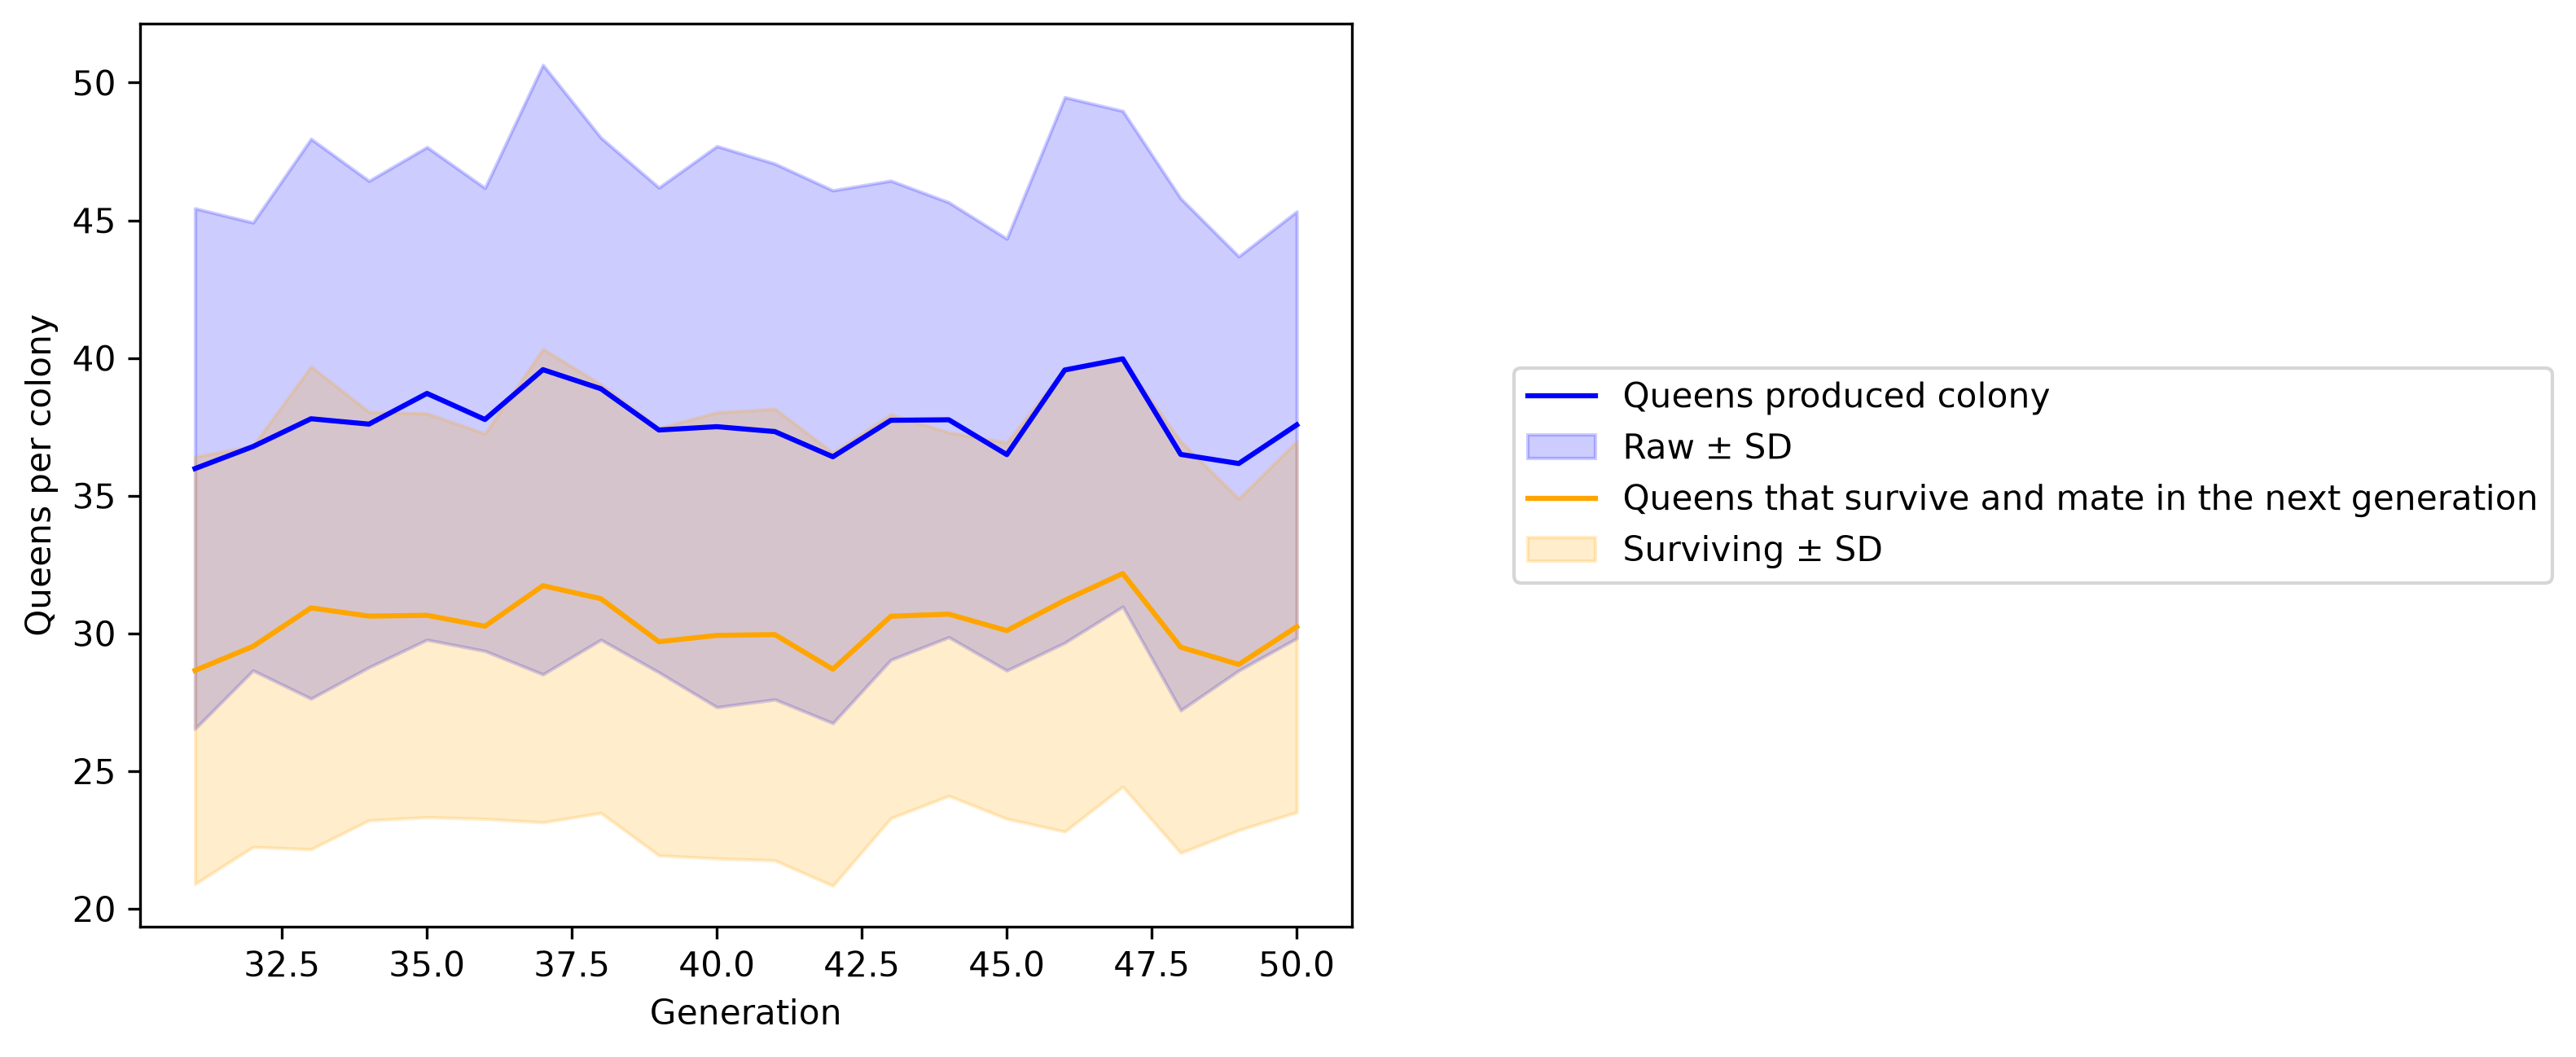 Queens per colony
50
45
40
35
30
25
20
32.5 35.0 37.5 40.0 42.5 45.0 47.5 50.0
Generation
Queens produced colony
Raw ± SD
Queens that survive and mate in the next generation
Surviving ± SD